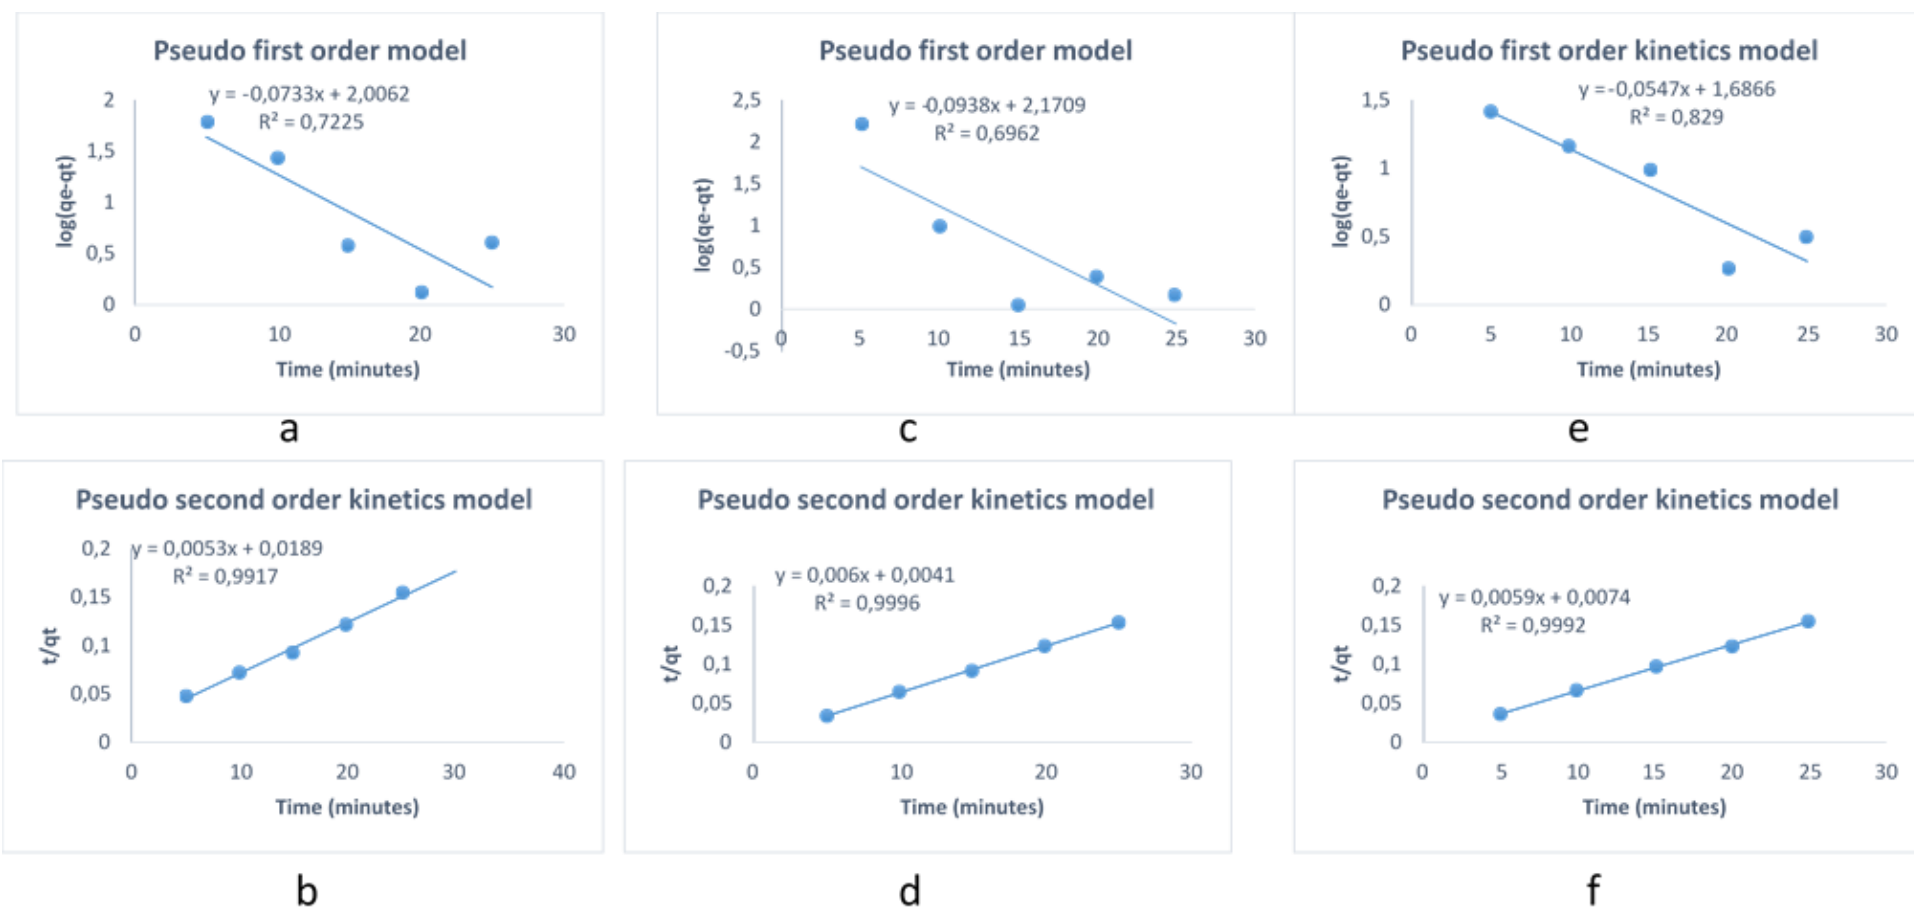 Pseudo first order model
y = -0,0733x + 2,0062
R² = 0,7225
2
1,5
1
0,5
0
log(qe-qt)
0 10 20 30
Time (minutes)
a
Pseudo first order model
y = -0,0938x + 2,1709
R² = 0,6962
2,5
2
1,5
1
0,5
0
-0,5
log(qe-qt)
0 5 10 15 20 25 30
Time (minutes)
c
Pseudo first order kinetics model
y = -0,0547x + 1,6866
R² = 0,829
1,5
1
0,5
0
log(qe-qt)
0 5 10 15 20 25 30
Time (minutes)
e
Pseudo second order kinetics model
y = 0,0053x + 0,0189
R² = 0,9917
0,2
0,15
0,1
0,05
0
t/qt
0 10 20 30 40
Time (minutes)
b
Pseudo second order kinetics model
y = 0,006x + 0,0041
R² = 0,9996
0,2
0,15
0,1
0,05
0
t/qt
0 10 20 30
Time (minutes)
d
Pseudo second order kinetics model
y = 0,0059x + 0,0074
R² = 0,9992
0,2
0,15
0,1
0,05
0
t/qt
0 5 10 15 20 25 30
Time (minutes)
f